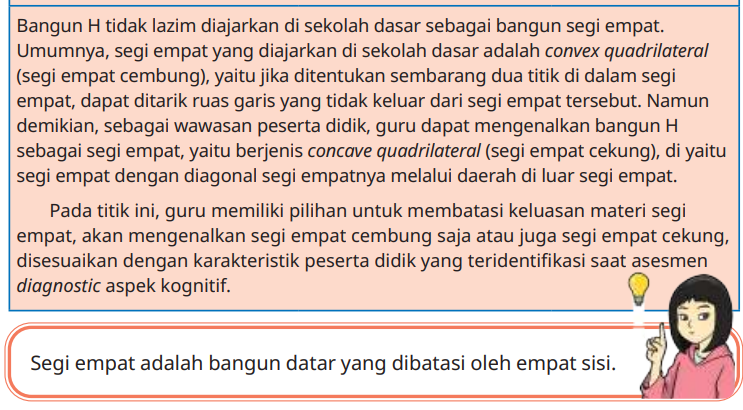 Bangun H tidak lazim diajarkan di sekolah dasar sebagai bangun segi empat.
Umumnya, segi empat yang diajarkan di sekolah dasar adalah convex quadrilateral
(segi empat cembung), yaitu jika ditentukan sembarang dua titik di dalam segi
empat, dapat ditarik ruas garis yang tidak keluar dari segi empat tersebut. Namun
demikian, sebagai wawasan peserta didik, guru dapat mengenalkan bangun H
sebagai segi empat, yaitu berjenis concave quadrilateral (segi empat cekung), di yaitu
segi empat dengan diagonal segi empatnya melalui daerah di luar segi empat.
Pada titik ini, guru memiliki pilihan untuk membatasi keluasan materi segi
empat, akan mengenalkan segi empat cembung saja atau juga segi empat cekung,
disesuaikan dengan karakteristik peserta didik yang teridentifikasi saat asesmen
diagnostic aspek kognitif.
Segi empat adalah bangun datar yang dibatasi oleh empat sisi.